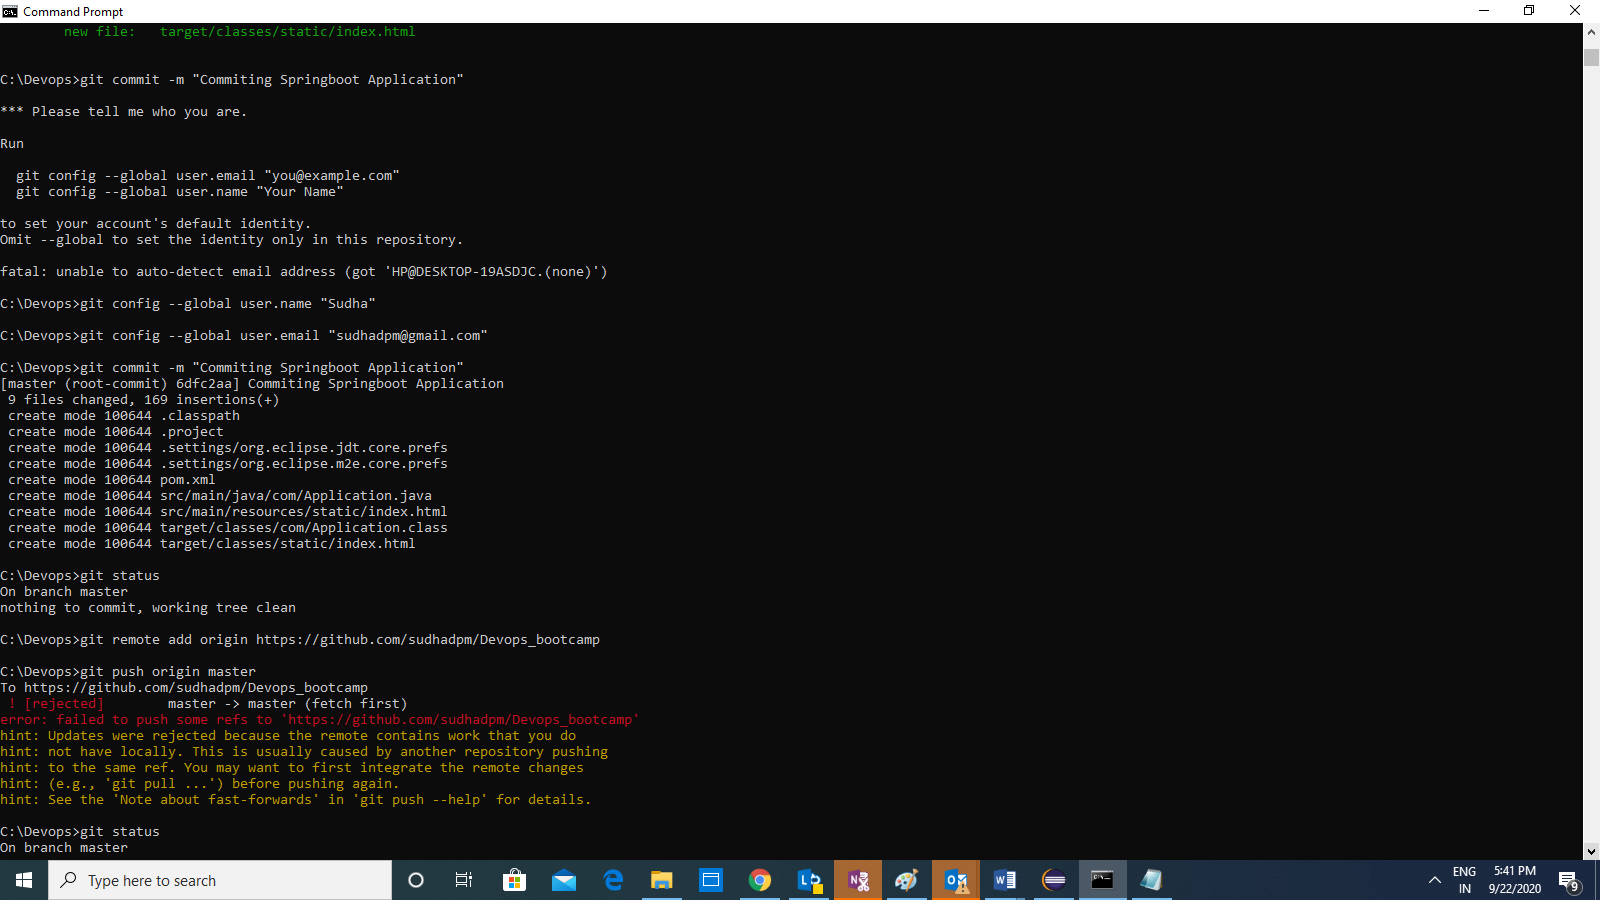 Command Prompt
new file:   target/classes/static/index.html
C:\Devops>git commit -m "Commiting Springboot Application"
*** Please tell me who you are.
Run
git config --global user.email "you@example.com"
git config --global user.name "Your Name"
to set your account's default identity.
Omit --global to set the identity only in this repository.
fatal: unable to auto-detect email address (got 'HP@DESKTOP-19ASDJC.(none)')
C:\Devops>git config --global user.name "Sudha"
C:\Devops>git config --global user.email "sudhadpm@gmail.com"
C:\Devops>git commit -m "Commiting Springboot Application"
[master (root-commit) 6dfc2aa] Commiting Springboot Application
9 files changed, 169 insertions(+)
create mode 100644 .classpath
create mode 100644 .project
create mode 100644 .settings/org.eclipse.jdt.core.prefs
create mode 100644 .settings/org.eclipse.m2e.core.prefs
create mode 100644 pom.xml
create mode 100644 src/main/java/com/Application.java
create mode 100644 src/main/resources/static/index.html
create mode 100644 target/classes/com/Application.class
create mode 100644 target/classes/static/index.html
C:\Devops>git status
On branch master
nothing to commit, working tree clean
C:\Devops>git remote add origin https://github.com/sudhadpm/Devops_bootcamp
C:\Devops>git push origin master
To https://github.com/sudhadpm/Devops_bootcamp
! [rejected]        master -> master (fetch first)
error: failed to push some refs to 'https://github.com/sudhadpm/Devops_bootcamp'
hint: Updates were rejected because the remote contains work that you do
hint: not have locally. This is usually caused by another repository pushing
hint: to the same ref. You may want to first integrate the remote changes
hint: (e.g., 'git pull ...') before pushing again.
hint: See the 'Note about fast-forwards' in 'git push --help' for details.
C:\Devops>git status
On branch master
Type here to search
ENG
IN
5:41 PM
9/22/2020
9